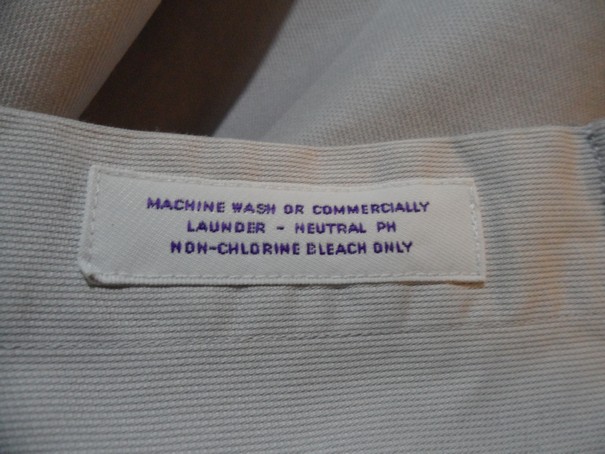 MACHINE WASH OR COMMERCIALLY
LAUNDER - NEUTRAL PH
NON-CHLORINE BLEACH ONLY